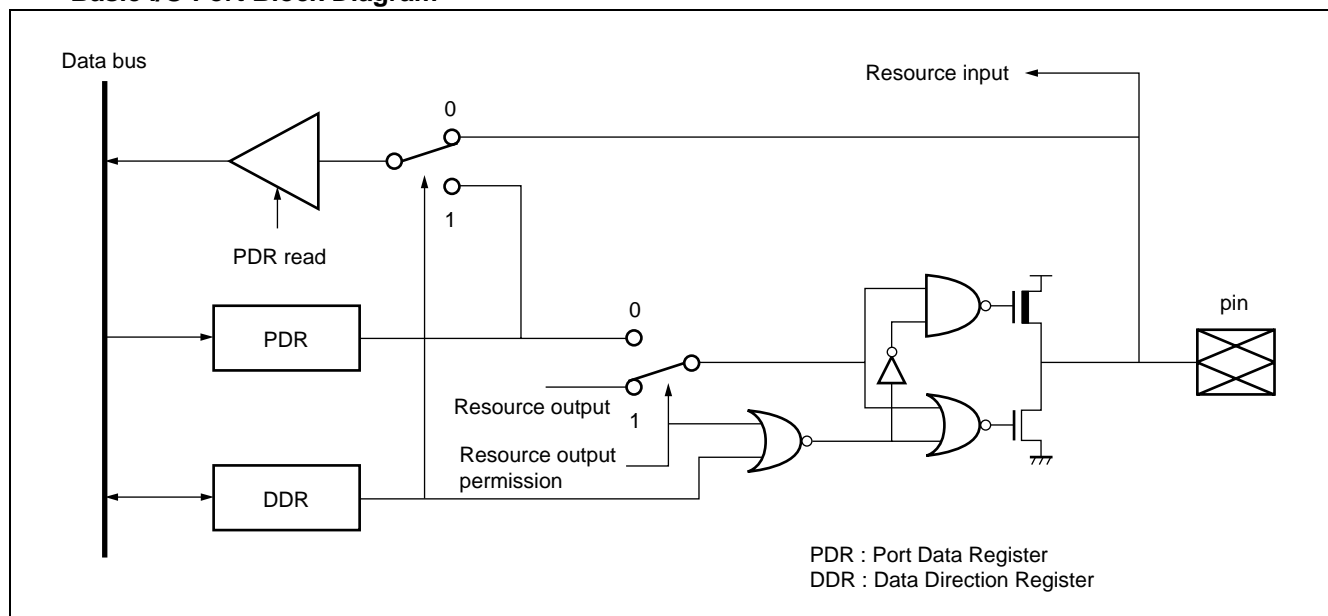 Data bus
Resource input
0
1
PDR read
pin
PDR
0
Resource output
1
Resource output
permission
DDR
PDR : Port Data Register
DDR : Data Direction Register